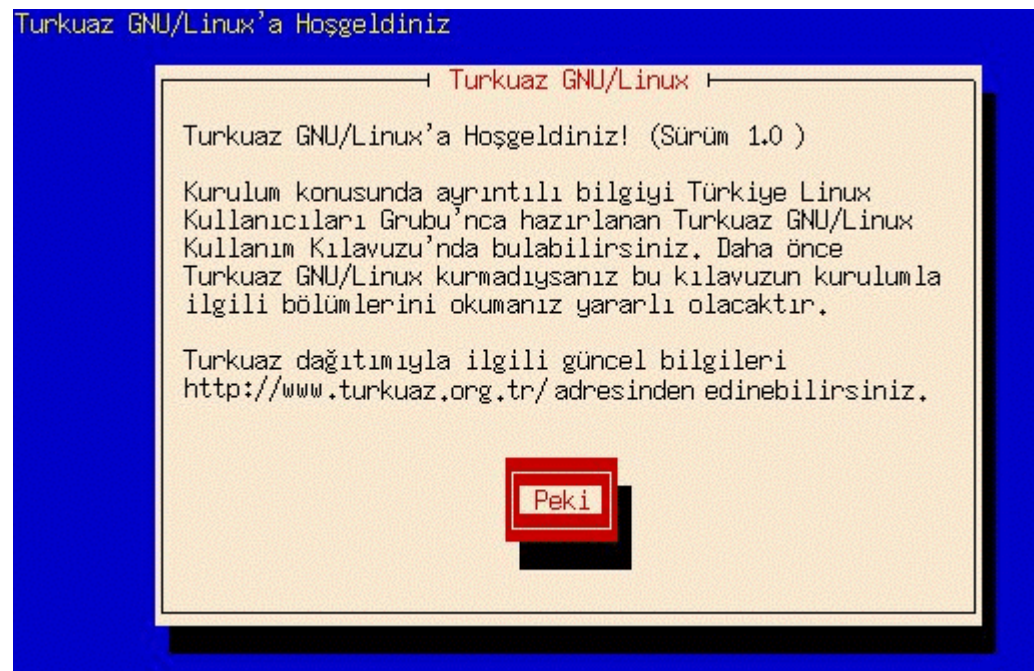 Turkuaz GNU/Linux'a Hoşgeldiniz
Turkuaz GNU/Linux
Turkuaz GNU/Linux'a Hoşgeldiniz! (Sürüm 1.0 )
Kurulum konusunda ayrıntılı bilgiyi Türkiye Linux
Kullanıcıları Grubu'nca hazırlanan Turkuaz GNU/Linux
Kullanım Kılavuzu'nda bulabilirsiniz. Daha önce
Turkuaz GNU/Linux kurmadıysanız bu kılavuzun kurulumla
ilgili bölümlerini okumanız yararlı olacaktır.
Turkuaz dağıtımıyla ilgili güncel bilgileri
http://www.turkuaz.org.tr/ adresinden edinebilirsiniz.
Peki